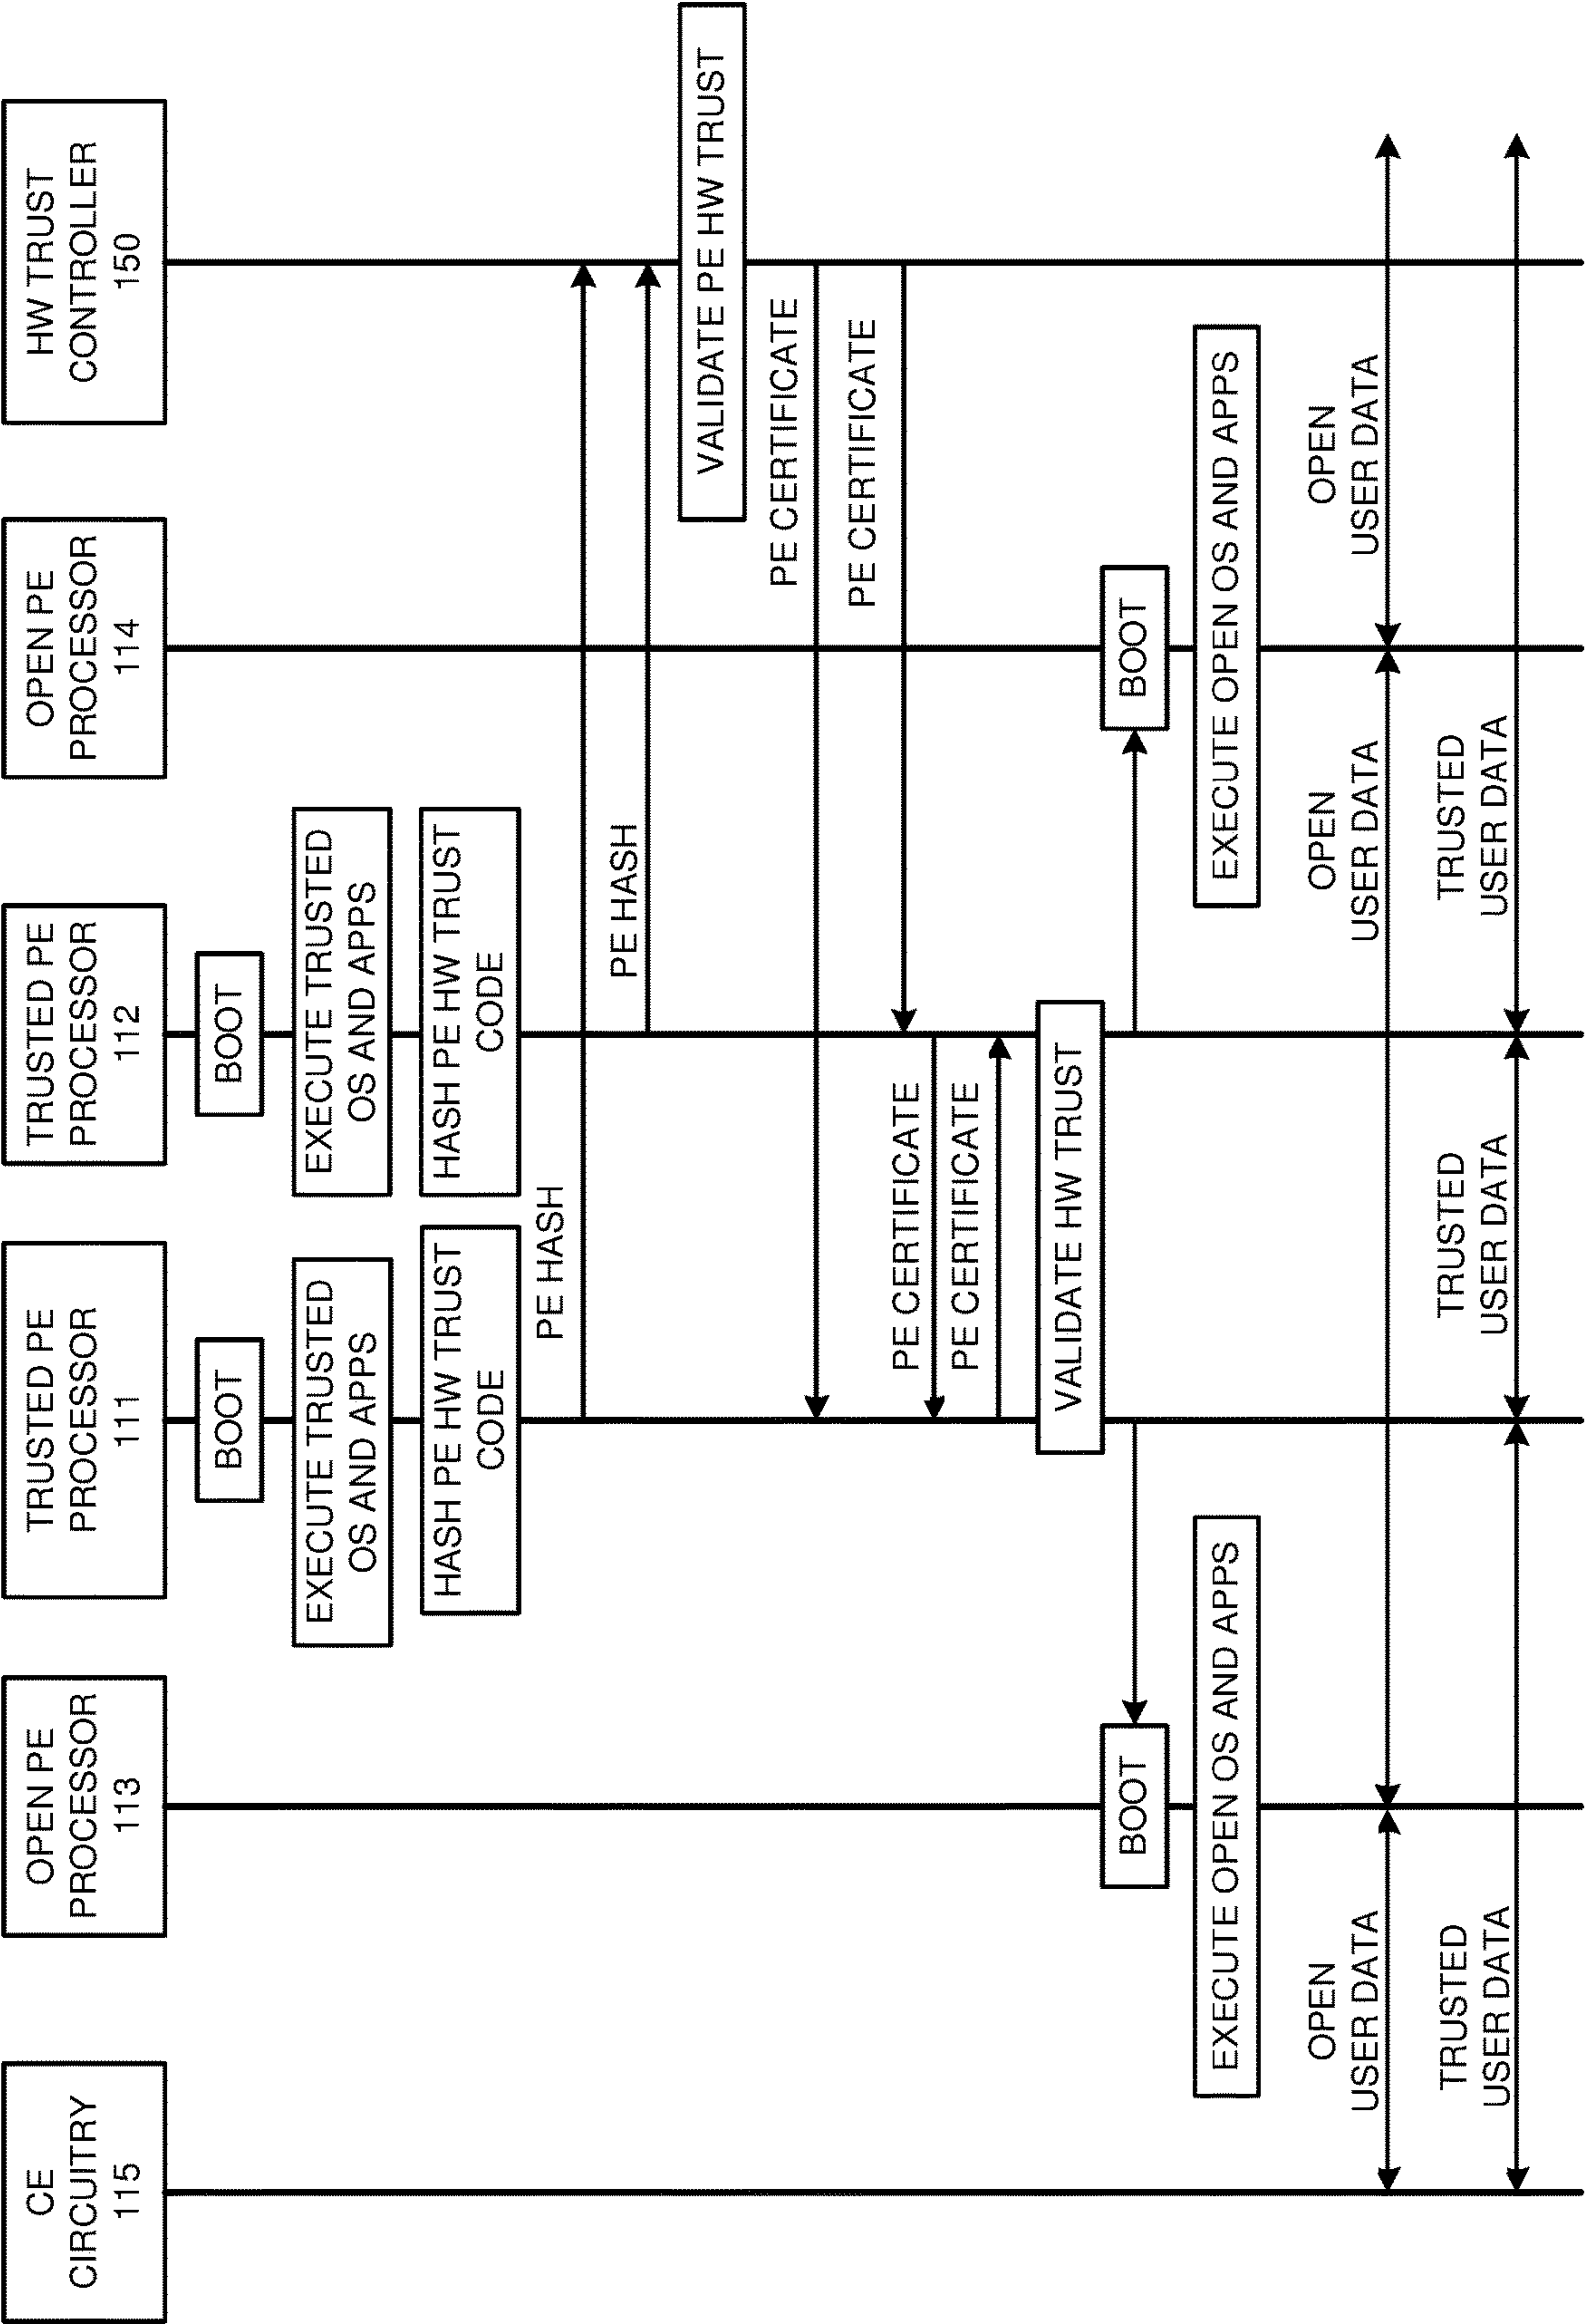 CE
CIRCUITRY
115
OPEN PE
PROCESSOR
113
TRUSTED PE
PROCESSOR
111
TRUSTED PE
PROCESSOR
112
OPEN PE
PROCESSOR
114
HW TRUST
CONTROLLER
150
BOOT
BOOT
EXECUTE TRUSTED
OS AND APPS
EXECUTE TRUSTED
OS AND APPS
HASH PE HW TRUST
CODE
HASH PE HW TRUST
CODE
PE HASH
PE HASH
VALIDATE PE HW TRUST
PE CERTIFICATE
PE CERTIFICATE
PE CERTIFICATE
PE CERTIFICATE
VALIDATE HW TRUST
BOOT
BOOT
EXECUTE OPEN OS AND APPS
EXECUTE OPEN OS AND APPS
OPEN
USER DATA
OPEN
USER DATA
OPEN
USER DATA
TRUSTED
USER DATA
TRUSTED
USER DATA
TRUSTED
USER DATA